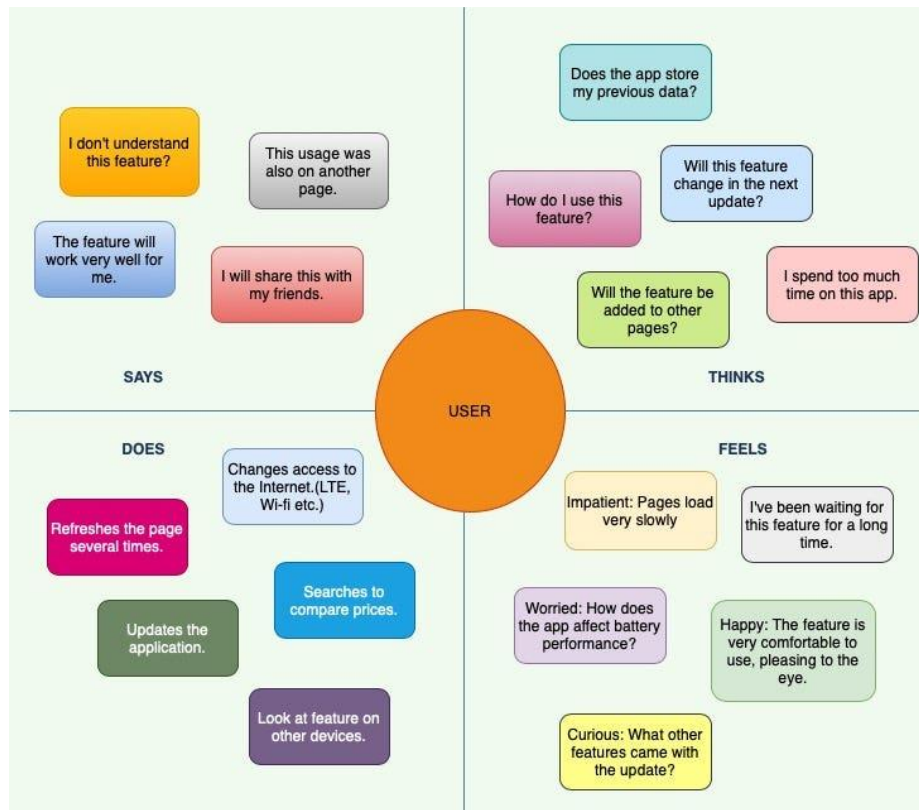 I don't understand
this feature?
This usage was
also on another
page.
The feature will
work very well for
me.
I will share this with
my friends.
SAYS
Does the app store
my previous data?
Will this feature
change in the next
update?
How do I use this
feature?
I spend too much
time on this app.
Will the feature be
added to other
pages?
THINKS
USER
DOES
Changes access to
the Internet.(LTE,
Wi-fi etc.)
Refreshes the page
several times.
Searches to
compare prices.
Updates the
application.
Look at feature on
other devices.
FEELS
Impatient: Pages load
very slowly
I've been waiting for
this feature for a long
time.
Worried: How does
the app affect battery
performance?
Happy: The feature is
very comfortable to
use, pleasing to the
eye.
Curious: What other
features came with
the update?